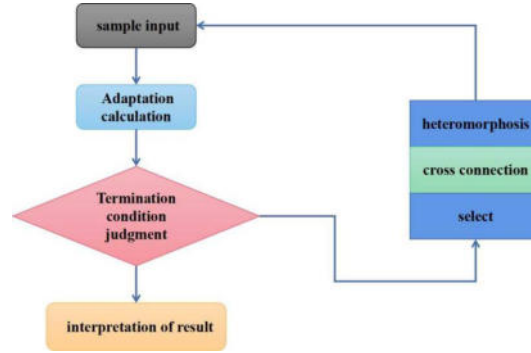 sample input
Adaptation
calculation
Termination
condition
judgment
interpretation of result
heteromorphosis
cross connection
select